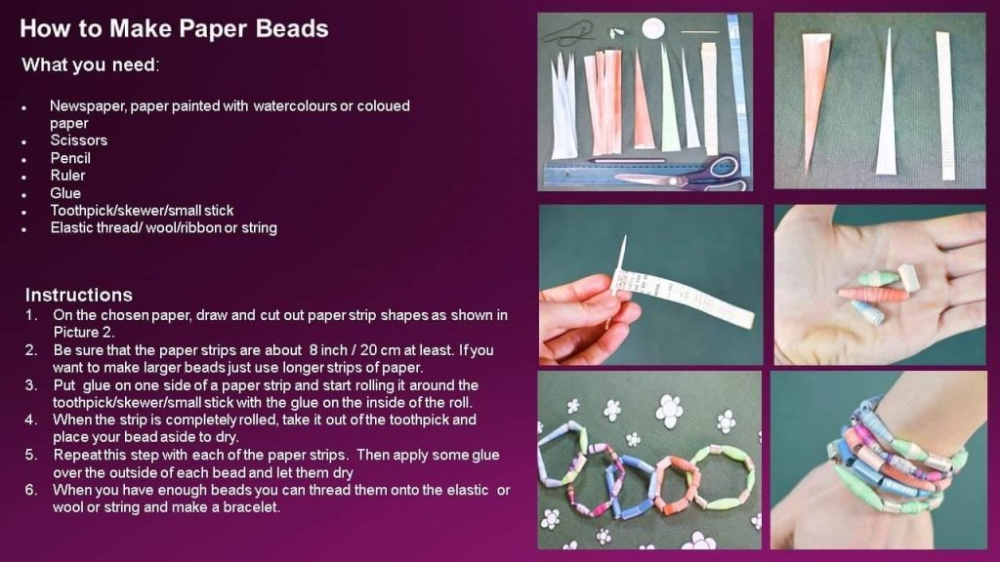 How to Make Paper Beads
What you need:
Newspaper, paper painted with watercolours or coloued
paper
Scissors
Pencil
Ruler
Glue
Toothpick/skewer/small stick
Elastic thread/ wool/ribbon or string
Instructions
1. On the chosen paper, draw and cut out paper strip shapes as shown in
Picture 2.
2. Be sure that the paper strips are about 8 inch / 20 cm at least. If you
want to make larger beads just use longer strips of paper.
3. Put glue on one side of a paper strip and start rolling it around the
toothpick/skewer/small stick with the glue on the inside of the roll.
4. When the strip is completely rolled, take it out of the toothpick and
place your bead aside to dry.
5. Repeat this step with each of the paper strips. Then apply some glue
over the outside of each bead and let them dry
6. When you have enough beads you can thread them onto the elastic or
wool or string and make a bracelet.